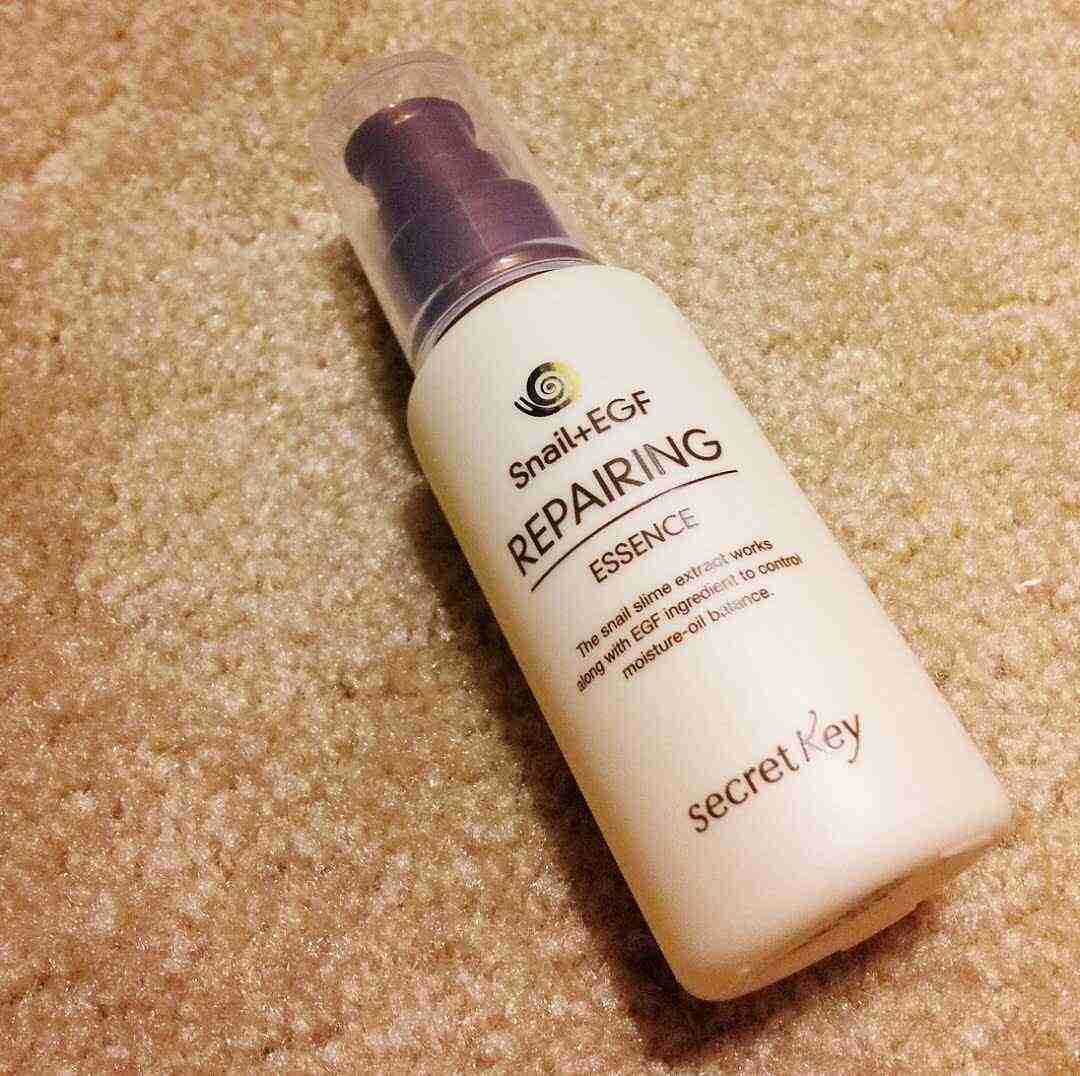 Snail+EGF
REPAIRING
ESSENCE
The snail slime extract works
along with EGF ingredient to control
moisture-oil balance.
secret Key